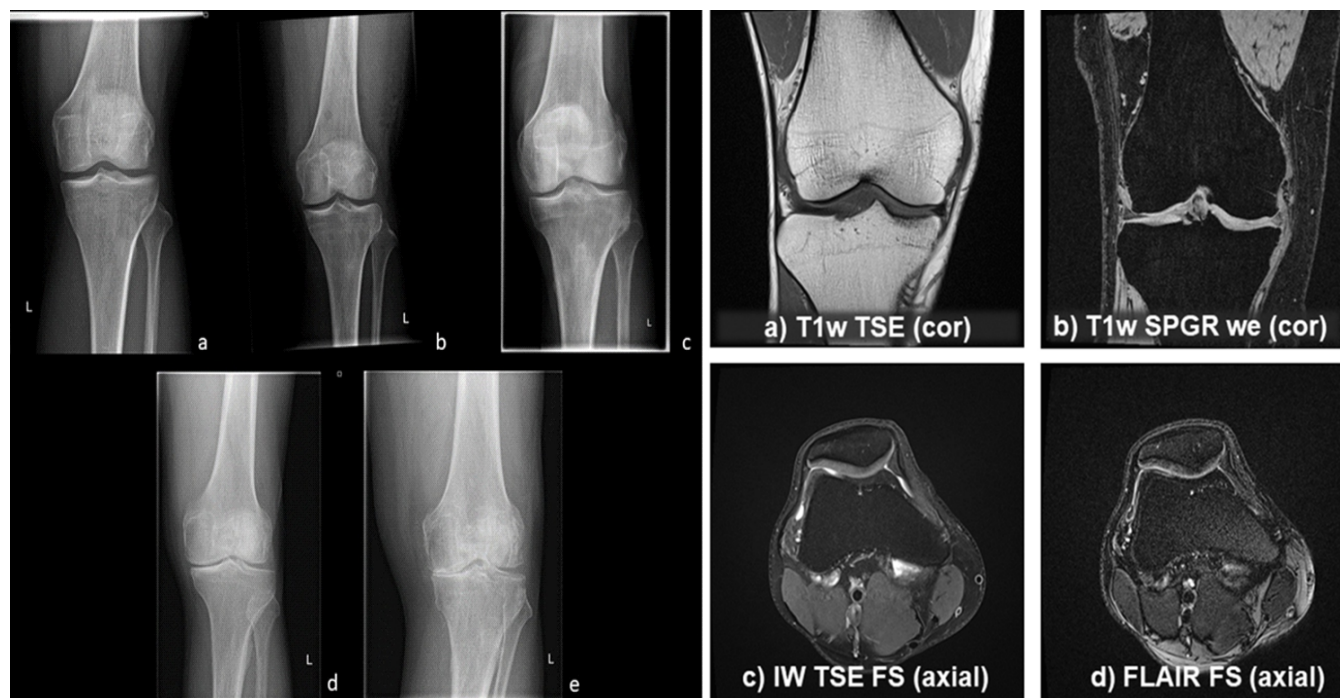 L
a
L
b
L
c
L
d
L
e
a) T1w TSE (cor)
b) T1w SPGR we (cor)
c) IW TSE FS (axial)
d) FLAIR FS (axial)